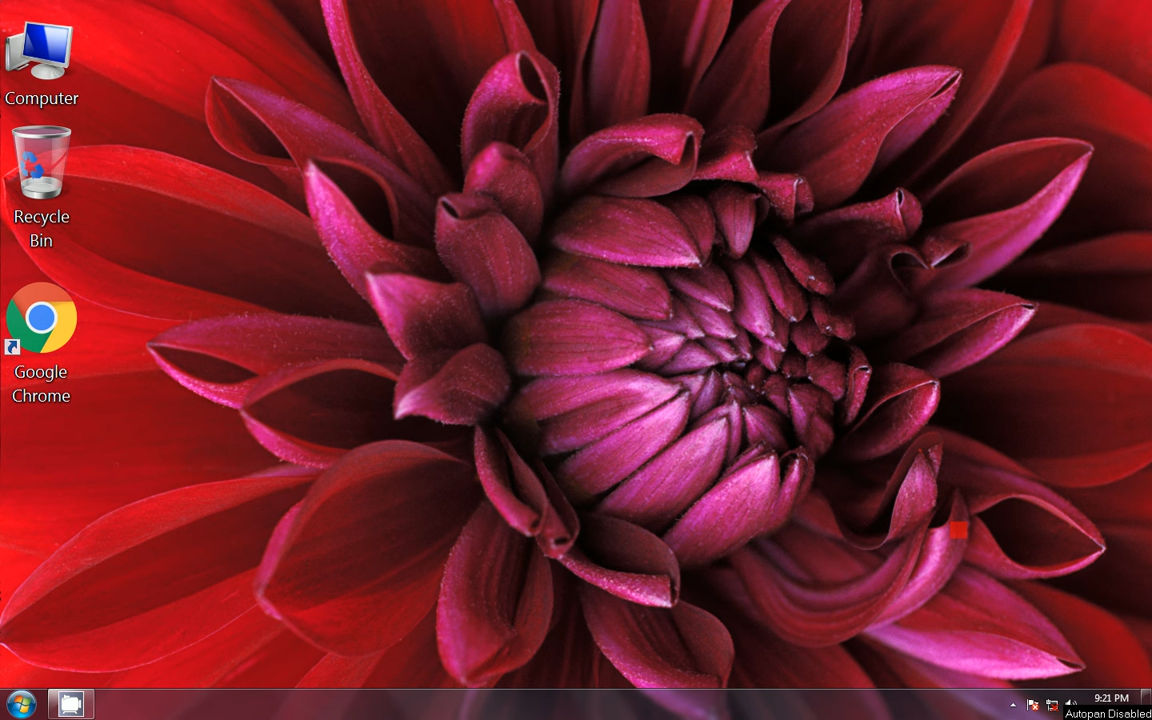 Computer
Recycle
Bin
Google
Chrome
9:21 PM
Autopan Disabled